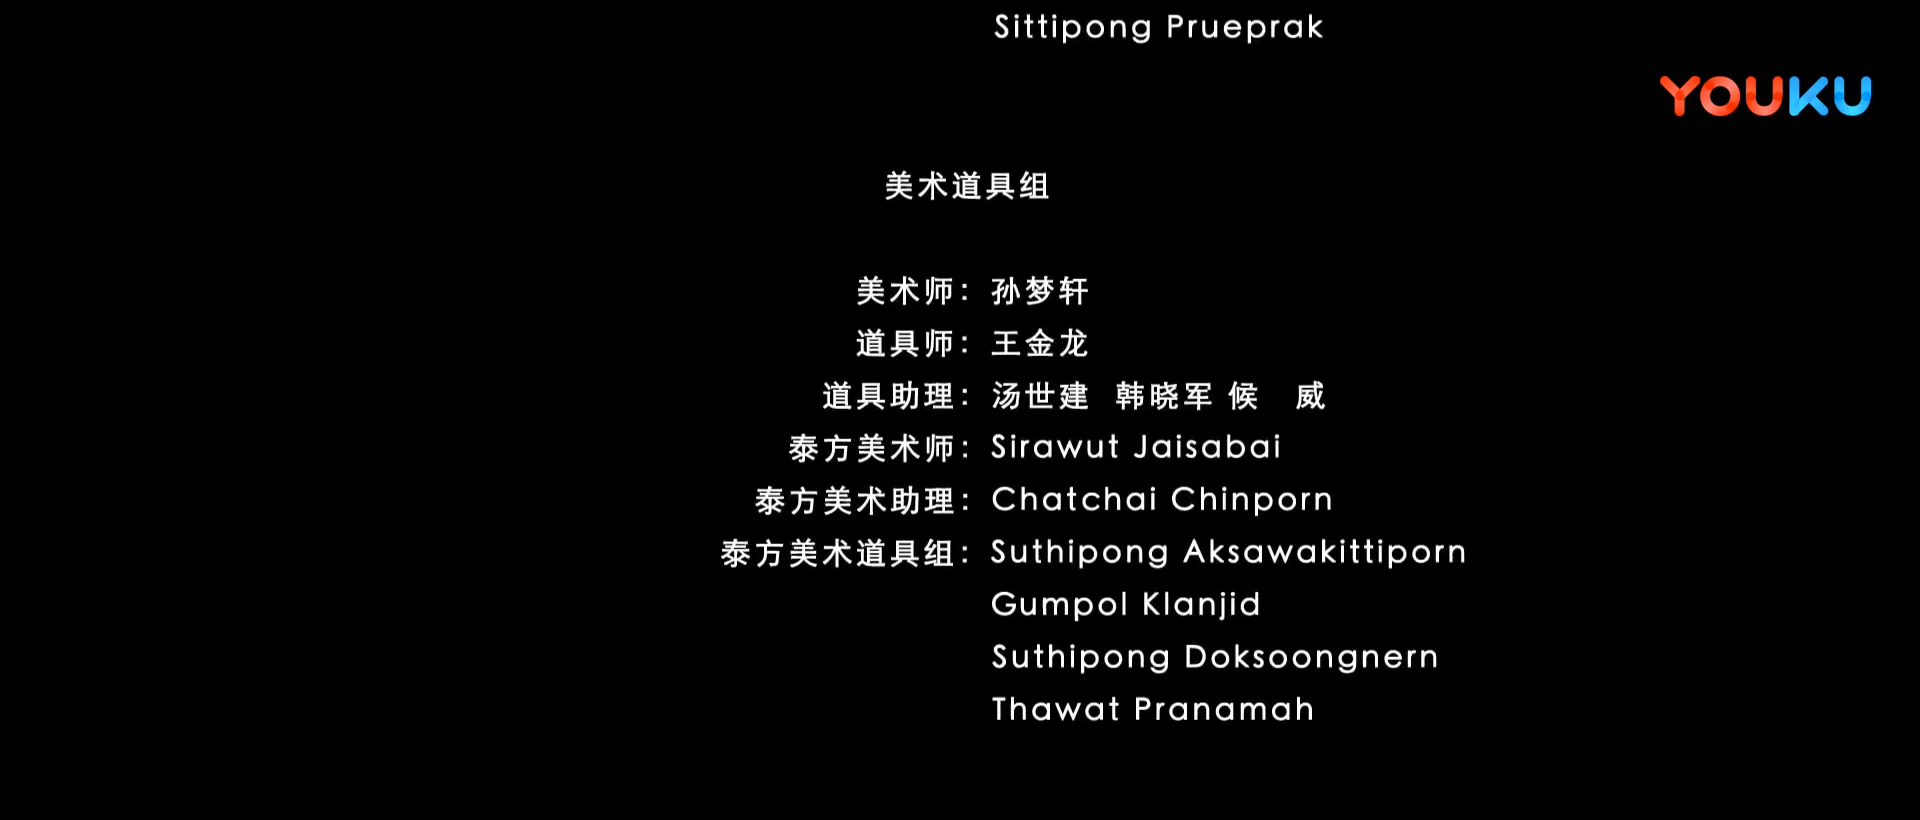 Sittipong Prueprak
YOUKU
美术道具组
美术师：孙梦轩
道具师：王金龙
道具助理：汤世建 韩晓军 候 威
泰方美术师：Sirawut Jaisabai
泰方美术助理：Chatchai Chinporn
泰方美术道具组：Suthipong Aksawakittiporn
Gumpol Klanjid
Suthipong Doksoongnern
Thawat Pranamah